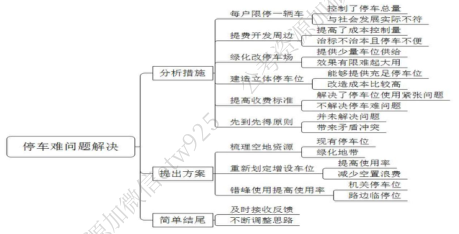 停车难问题解决
分析措施
每户限停一辆车
控制了停车总量
与社会发展实际不符
提费开发周边
提高了成本控制量
治标不治本且停车不便
绿化改停车场
提供少量车位供给
效果有限难起大用
建造立体停车位
能够提供充足停车位
改造成本比较高
提高收费标准
解决了停车位使用紧张问题
不解决停车难问题
先到先得原则
并未解决问题
带来矛盾冲突
提出方案
梳理空地资源
现有停车位
绿化地带
重新划定增设车位
提高使用率
减少空置浪费
错峰使用提高使用率
机关停车位
路边临停位
简单结尾
及时接收反馈
不断调整思路